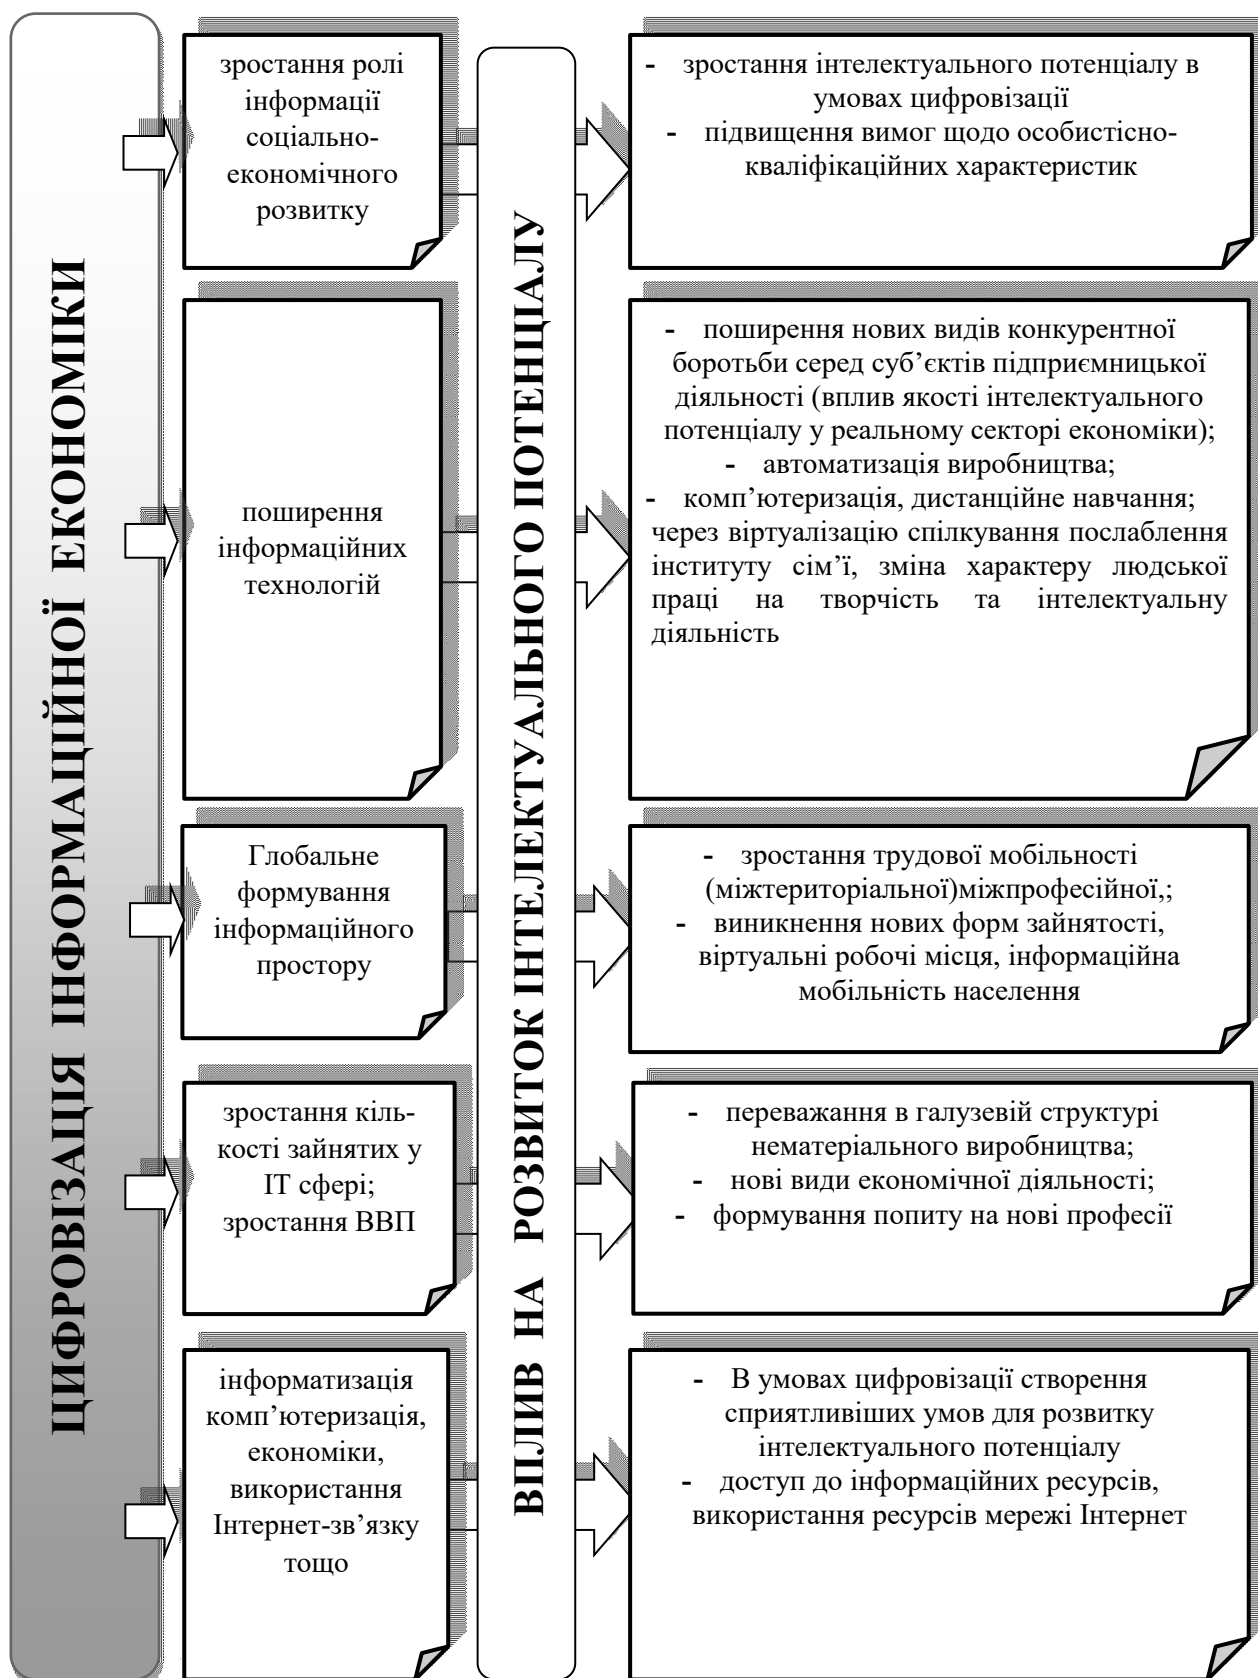 ЦИФРОВІЗАЦІЯ ІНФОРМАЦІЙНОЇ ЕКОНОМІКИ
зростання ролі
інформації
соціально-
економічного
розвитку
поширення
інформаційних
технологій
Глобальне
формування
інформаційного
простору
зростання кіль-
кості зайнятих у
ІТ сфері;
зростання ВВП
інформатизація
комп’ютеризація,
економіки,
використання
Інтернет-зв’язку
тощо
ВПЛИВ НА РОЗВИТОК ІНТЕЛЕКТУАЛЬНОГО ПОТЕНЦІАЛУ
- зростання інтелектуального потенціалу в
умовах цифровізації
- підвищення вимог щодо особистісно-
кваліфікаційних характеристик
- поширення нових видів конкурентної
боротьби серед суб’єктів підприємницької
діяльності (вплив якості інтелектуального
потенціалу у реальному секторі економіки);
- автоматизація виробництва;
- комп’ютеризація, дистанційне навчання;
через віртуалізацію спілкування послаблення
інституту сім’ї, зміна характеру людської
праці на творчість та інтелектуальну
діяльність
- зростання трудової мобільності
(міжтериторіальної)міжпрофесійної,;
- виникнення нових форм зайнятості,
віртуальні робочі місця, інформаційна
мобільність населення
- переважання в галузевій структурі
нематеріального виробництва;
- нові види економічної діяльності;
- формування попиту на нові професії
- В умовах цифровізації створення
сприятливіших умов для розвитку
інтелектуального потенціалу
- доступ до інформаційних ресурсів,
використання ресурсів мережі Інтернет